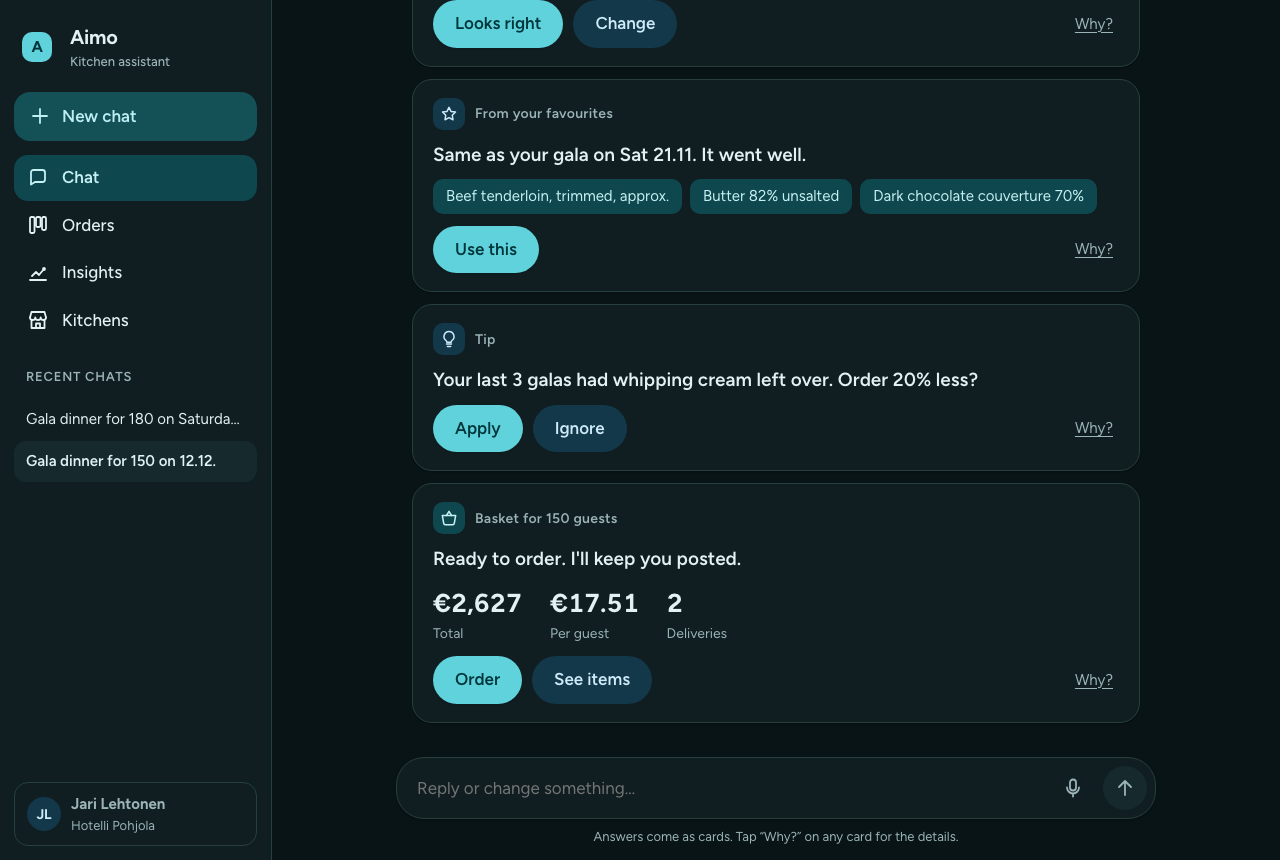 A
Aimo
Kitchen assistant
New chat
Chat
Orders
Insights
Kitchens
RECENT CHATS
Gala dinner for 180 on Saturda...
Gala dinner for 150 on 12.12.
JL
Jari Lehtonen
Hotelli Pohjola
Looks right
Change
Why?
From your favourites
Same as your gala on Sat 21.11. It went well.
Beef tenderloin, trimmed, approx.
Butter 82% unsalted
Dark chocolate couverture 70%
Use this
Why?
Tip
Your last 3 galas had whipping cream left over. Order 20% less?
Apply
Ignore
Why?
Basket for 150 guests
Ready to order. I'll keep you posted.
€2,627
Total
€17.51
Per guest
2
Deliveries
Order
See items
Why?
Reply or change something...
Answers come as cards. Tap “Why?” on any card for the details.